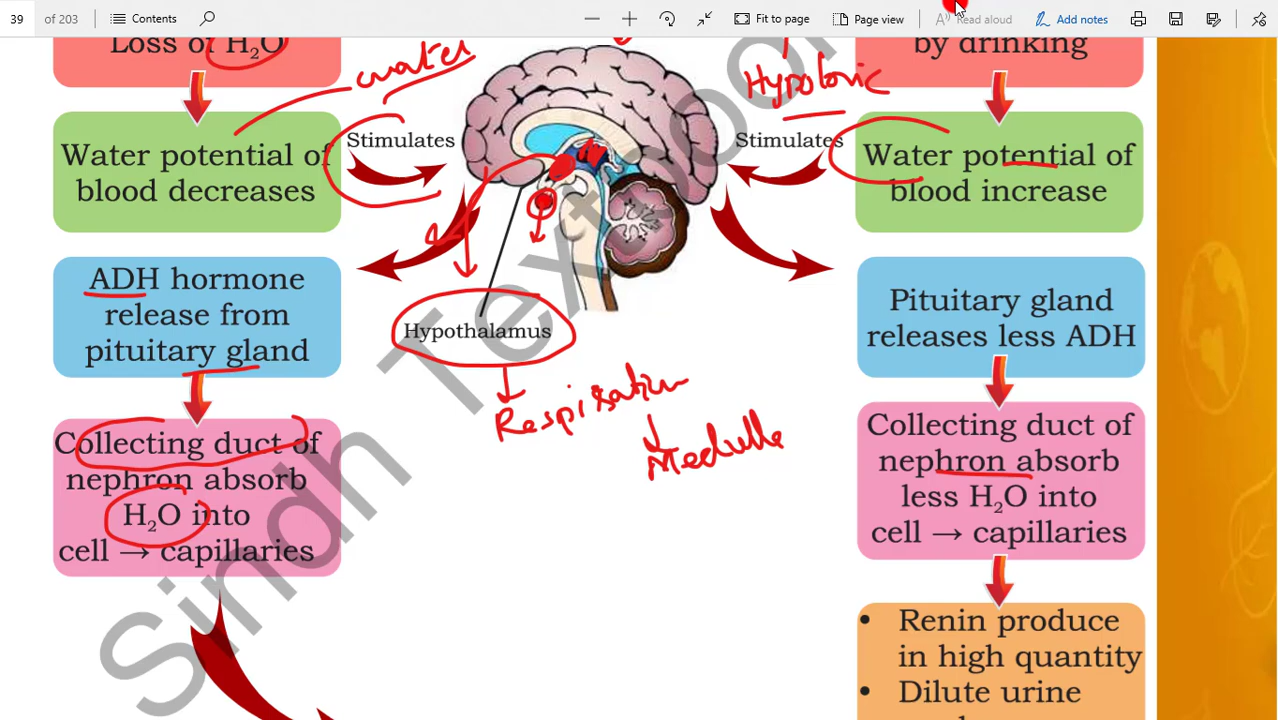 39 of 203 Contents Fit to page Page view Read aloud Add notes
Loss of H₂O
by drinking
water
Hypotonic
Water potential of
blood decreases
Stimulates
Stimulates
Water potential of
blood increase
ADH hormone
release from
pituitary gland
Hypothalamus
Pituitary gland
releases less ADH
Respiration
Medulla
Collecting duct of
nephron absorb
H₂O into
cell → capillaries
Collecting duct of
nephron absorb
less H₂O into
cell → capillaries
• Renin produce
in high quantity
• Dilute urine
Sindh Textboo